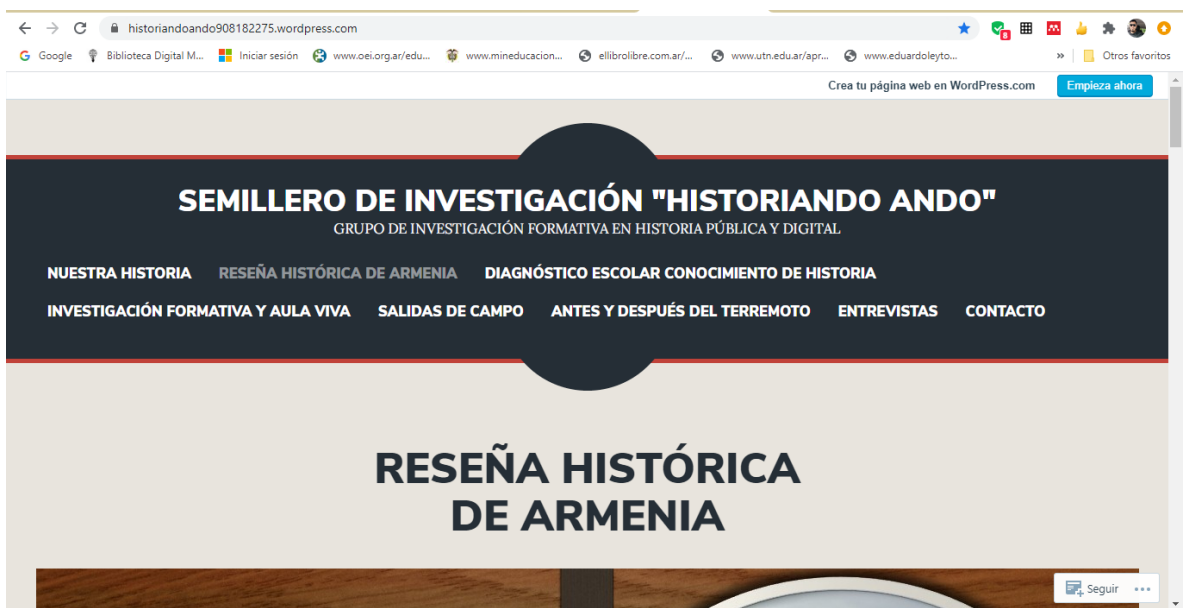 historiandoando908182275.wordpress.com
8
G Google Biblioteca Digital M... Iniciar sesión www.oei.org.ar/edu... www.mineducacion... ellibrolibre.com.ar/... www.utn.edu.ar/apr... www.eduardoleyto... » Otros favoritos
Crea tu página web en WordPress.com Empieza ahora
SEMILLERO DE INVESTIGACIÓN "HISTORIANDO ANDO"
GRUPO DE INVESTIGACIÓN FORMATIVA EN HISTORIA PÚBLICA Y DIGITAL
NUESTRA HISTORIA RESEÑA HISTÓRICA DE ARMENIA DIAGNÓSTICO ESCOLAR CONOCIMIENTO DE HISTORIA
INVESTIGACIÓN FORMATIVA Y AULA VIVA SALIDAS DE CAMPO ANTES Y DESPUÉS DEL TERREMOTO ENTREVISTAS CONTACTO
RESEÑA HISTÓRICA
DE ARMENIA
Seguir ...